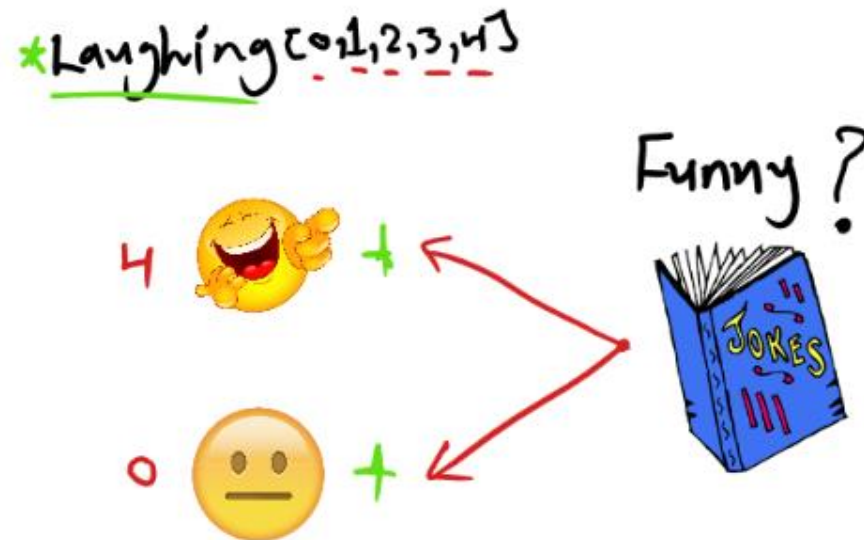 *Laughing [0,1,2,3,4]
Funny ?
4 +
JOKES
0 +